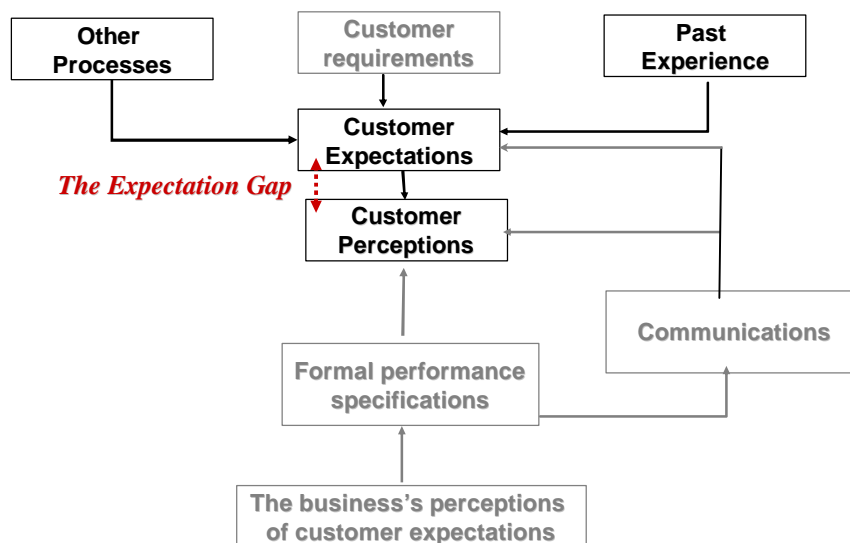 Other
Processes
Customer
requirements
Past
Experience
Customer
Expectations
The Expectation Gap
Customer
Perceptions
Communications
Formal performance
specifications
The business’s perceptions
of customer expectations